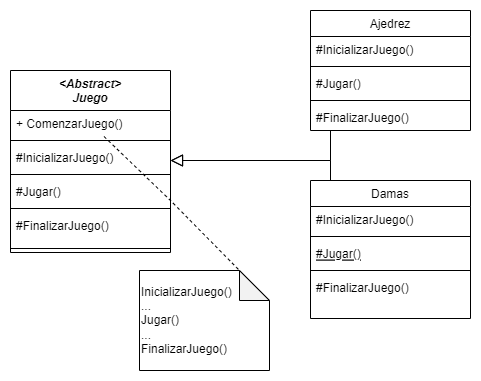 <Abstract>
Juego
+ ComenzarJuego()
#InicializarJuego()
#Jugar()
#FinalizarJuego()
Ajedrez
#InicializarJuego()
#Jugar()
#FinalizarJuego()
Damas
#InicializarJuego()
#Jugar()
#FinalizarJuego()
InicializarJuego()
...
Jugar()
...
FinalizarJuego()